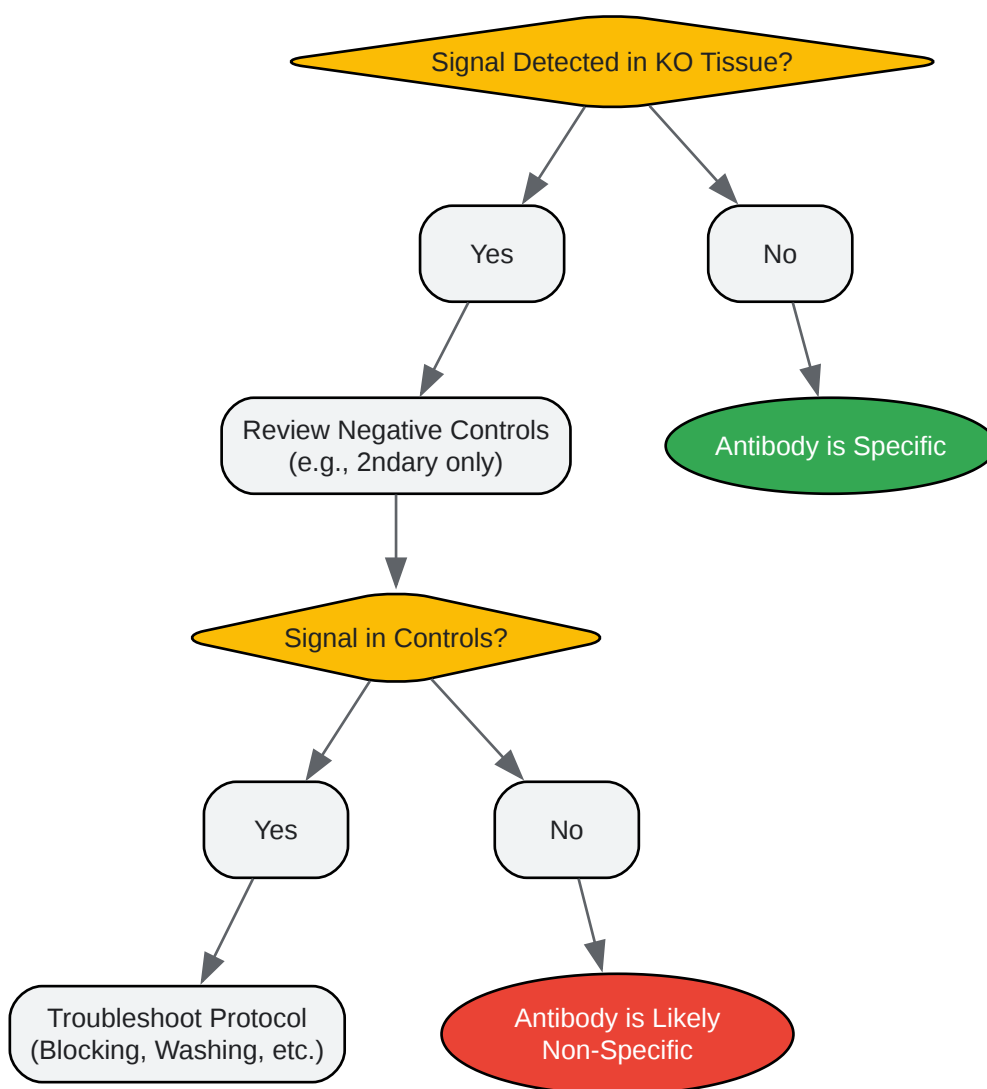 Signal Detected in KO Tissue?
Yes
No
Review Negative Controls
(e.g., 2ndary only)
Antibody is Specific
Signal in Controls?
Yes
No
Troubleshoot Protocol
(Blocking, Washing, etc.)
Antibody is Likely
Non-Specific